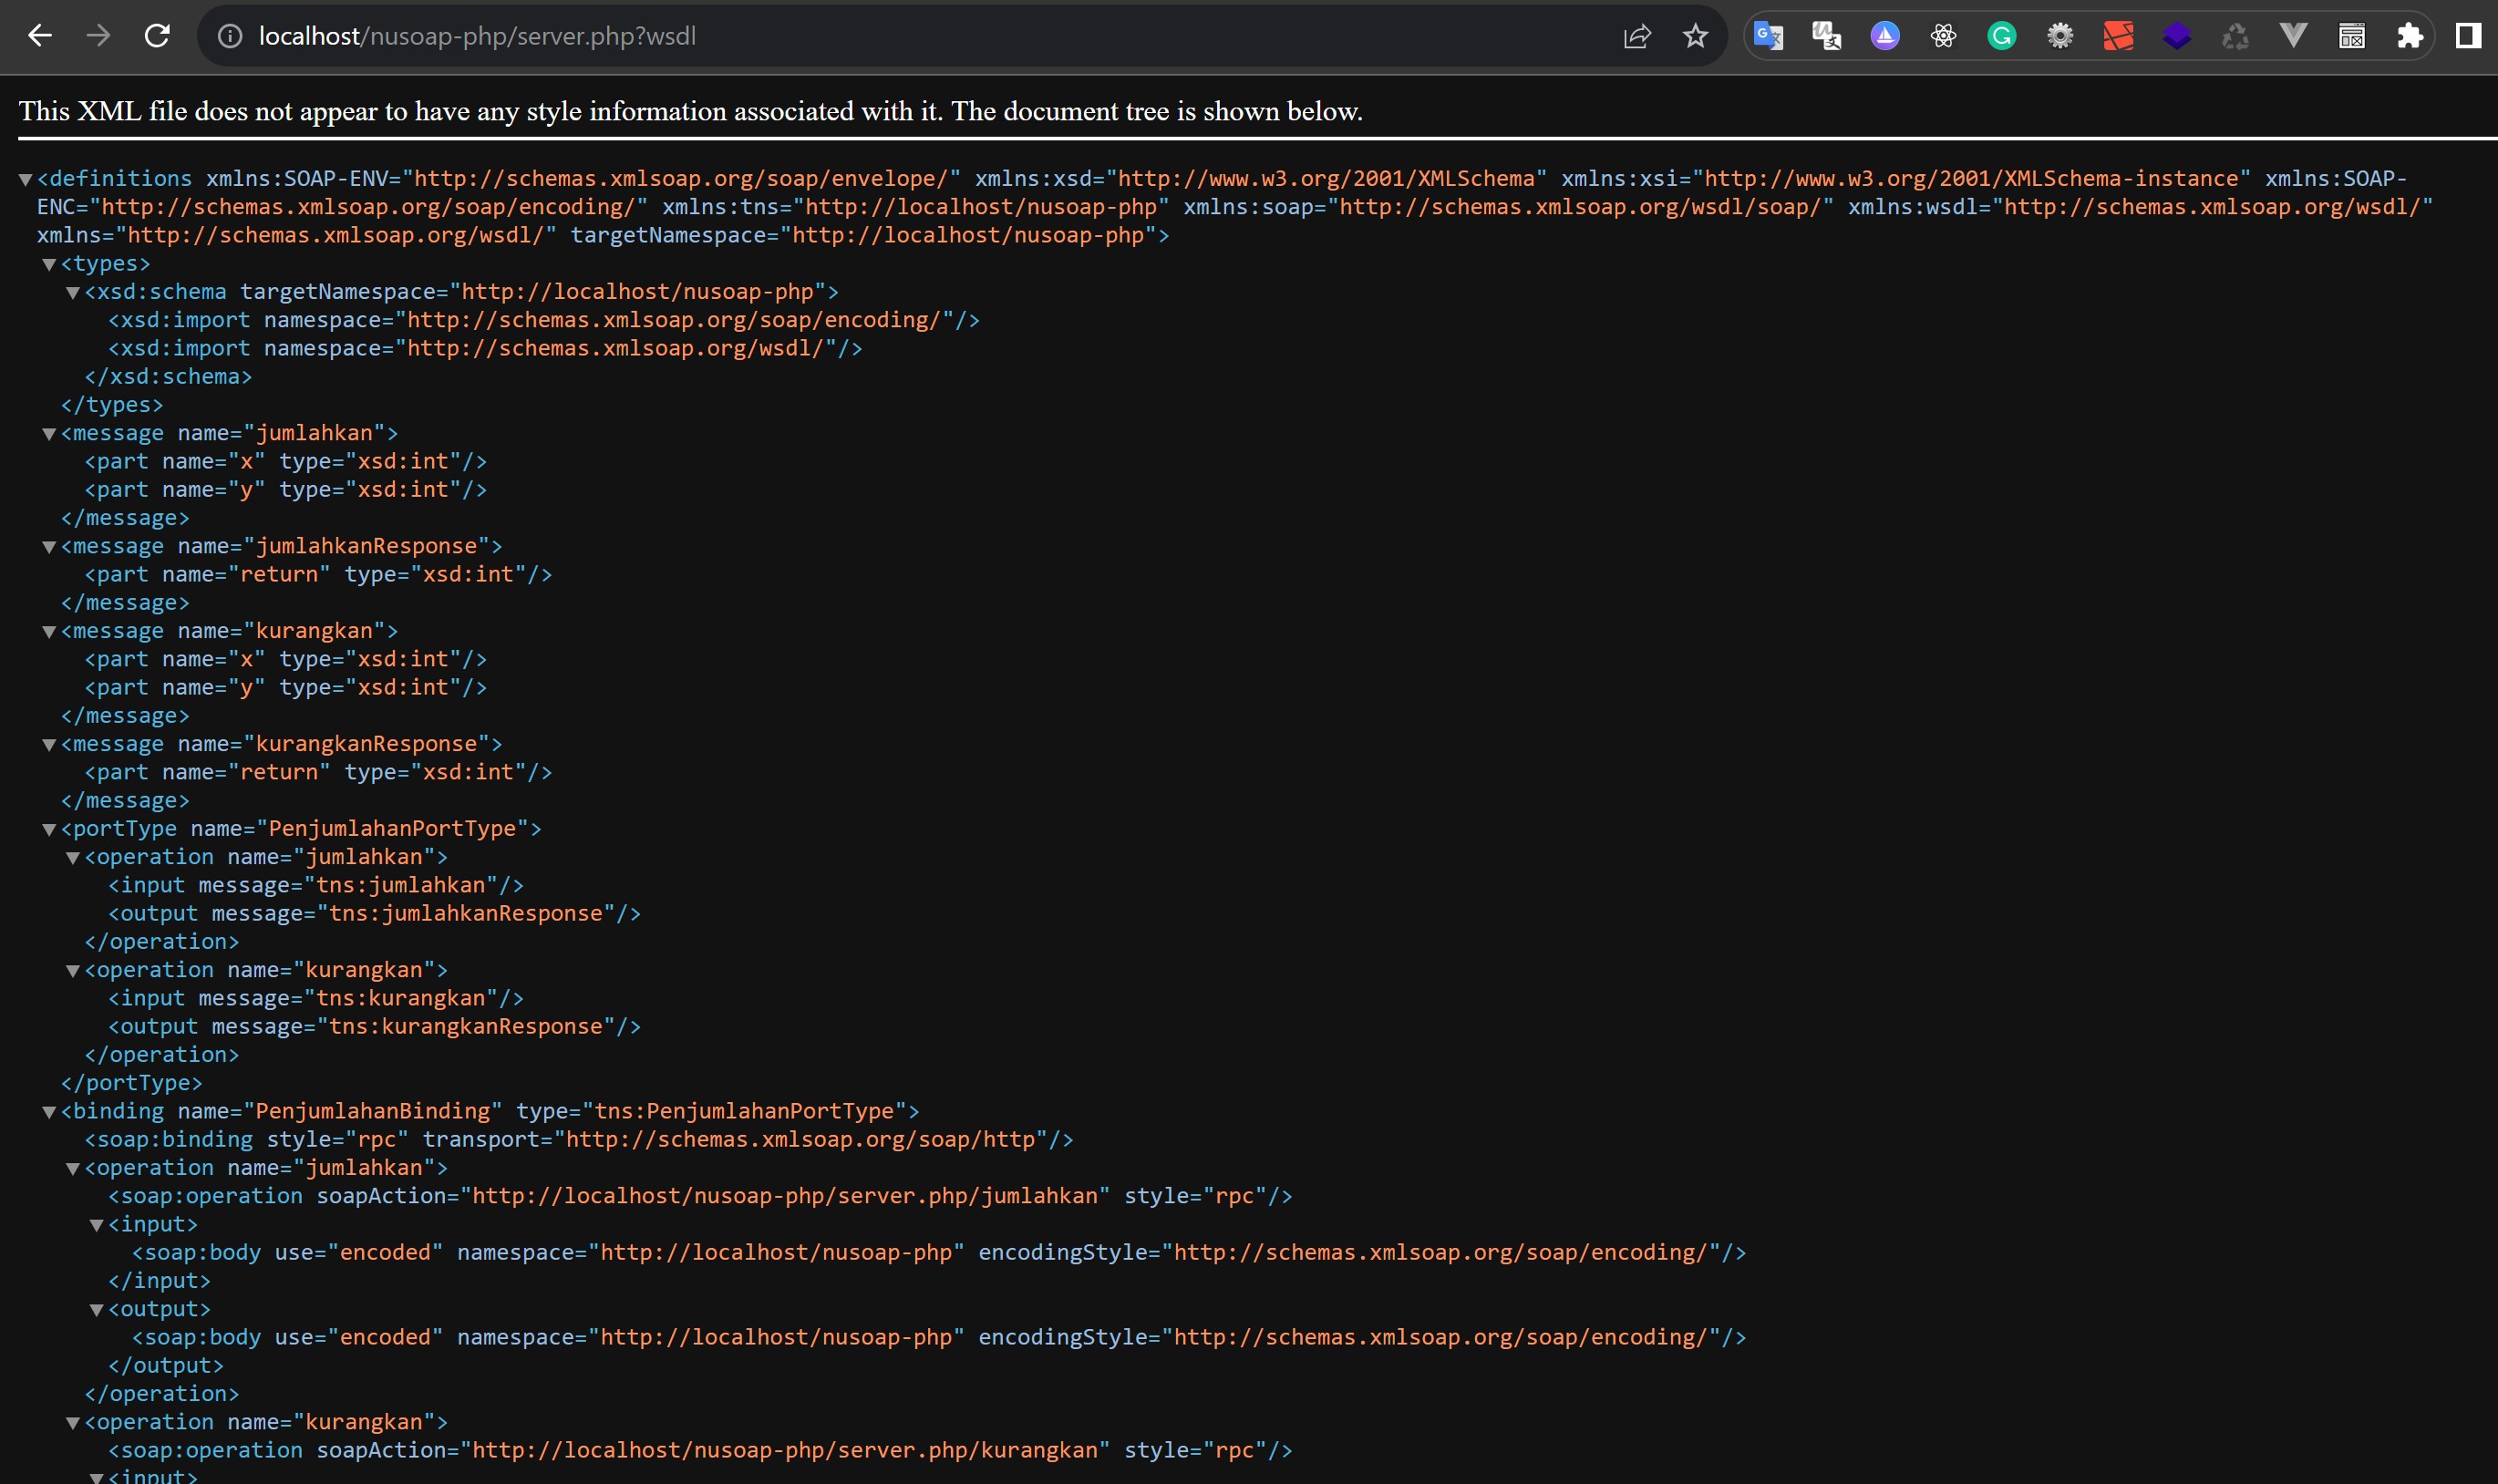 localhost/nusoap-php/server.php?wsdl
This XML file does not appear to have any style information associated with it. The document tree is shown below.
▼<definitions xmlns:SOAP-ENV="http://schemas.xmlsoap.org/soap/envelope/" xmlns:xsd="http://www.w3.org/2001/XMLSchema" xmlns:xsi="http://www.w3.org/2001/XMLSchema-instance" xmlns:SOAP-
ENC="http://schemas.xmlsoap.org/soap/encoding/" xmlns:tns="http://localhost/nusoap-php" xmlns:soap="http://schemas.xmlsoap.org/wsdl/soap/" xmlns:wsdl="http://schemas.xmlsoap.org/wsdl/"
xmlns="http://schemas.xmlsoap.org/wsdl/" targetNamespace="http://localhost/nusoap-php">
▼<types>
▼<xsd:schema targetNamespace="http://localhost/nusoap-php">
<xsd:import namespace="http://schemas.xmlsoap.org/soap/encoding/"/>
<xsd:import namespace="http://schemas.xmlsoap.org/wsdl/"/>
</xsd:schema>
</types>
▼<message name="jumlahkan">
<part name="x" type="xsd:int"/>
<part name="y" type="xsd:int"/>
</message>
▼<message name="jumlahkanResponse">
<part name="return" type="xsd:int"/>
</message>
▼<message name="kurangkan">
<part name="x" type="xsd:int"/>
<part name="y" type="xsd:int"/>
</message>
▼<message name="kurangkanResponse">
<part name="return" type="xsd:int"/>
</message>
▼<portType name="PenjumlahanPortType">
▼<operation name="jumlahkan">
<input message="tns:jumlahkan"/>
<output message="tns:jumlahkanResponse"/>
</operation>
▼<operation name="kurangkan">
<input message="tns:kurangkan"/>
<output message="tns:kurangkanResponse"/>
</operation>
</portType>
▼<binding name="PenjumlahanBinding" type="tns:PenjumlahanPortType">
<soap:binding style="rpc" transport="http://schemas.xmlsoap.org/soap/http"/>
▼<operation name="jumlahkan">
<soap:operation soapAction="http://localhost/nusoap-php/server.php/jumlahkan" style="rpc"/>
▼<input>
<soap:body use="encoded" namespace="http://localhost/nusoap-php" encodingStyle="http://schemas.xmlsoap.org/soap/encoding/"/>
</input>
▼<output>
<soap:body use="encoded" namespace="http://localhost/nusoap-php" encodingStyle="http://schemas.xmlsoap.org/soap/encoding/"/>
</output>
</operation>
▼<operation name="kurangkan">
<soap:operation soapAction="http://localhost/nusoap-php/server.php/kurangkan" style="rpc"/>
▼<input>